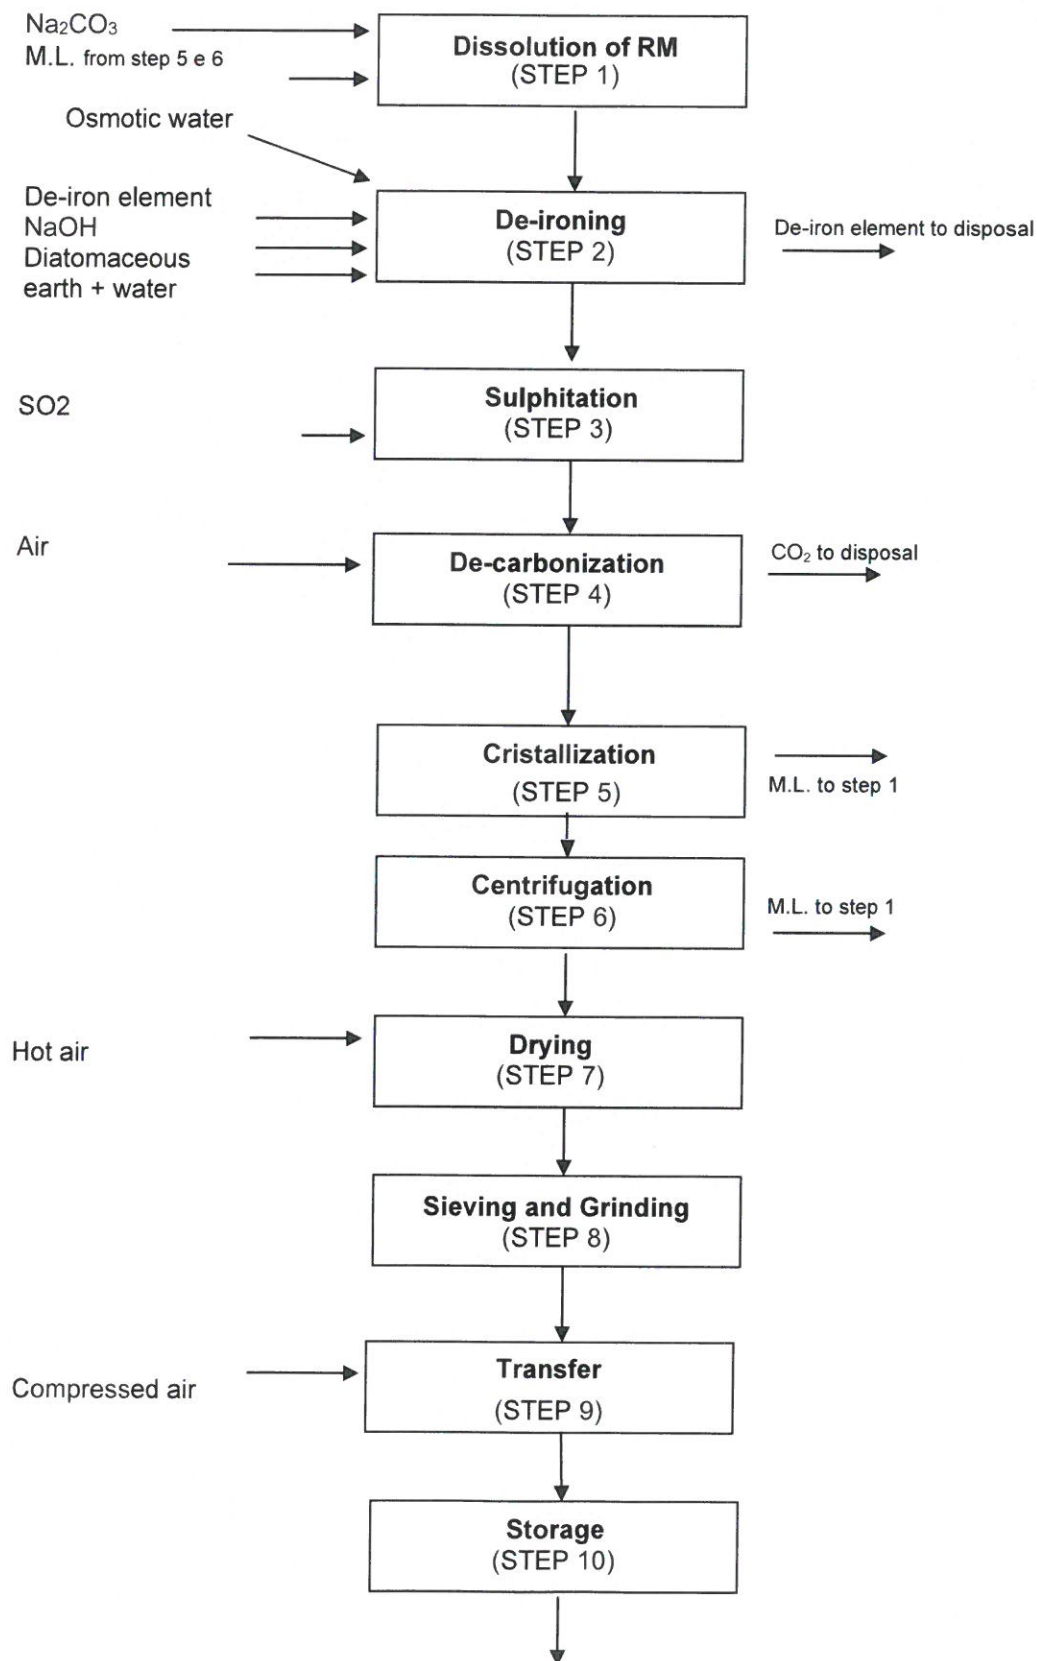 Na₂CO₃
M.L. from step 5 e 6
Dissolution of RM
(STEP 1)
Osmotic water
De-iron element
NaOH
Diatomaceous
earth + water
De-ironing
(STEP 2)
De-iron element to disposal
SO2
Sulphitation
(STEP 3)
Air
De-carbonization
(STEP 4)
CO₂ to disposal
Cristallization
(STEP 5)
M.L. to step 1
Centrifugation
(STEP 6)
M.L. to step 1
Hot air
Drying
(STEP 7)
Sieving and Grinding
(STEP 8)
Compressed air
Transfer
(STEP 9)
Storage
(STEP 10)